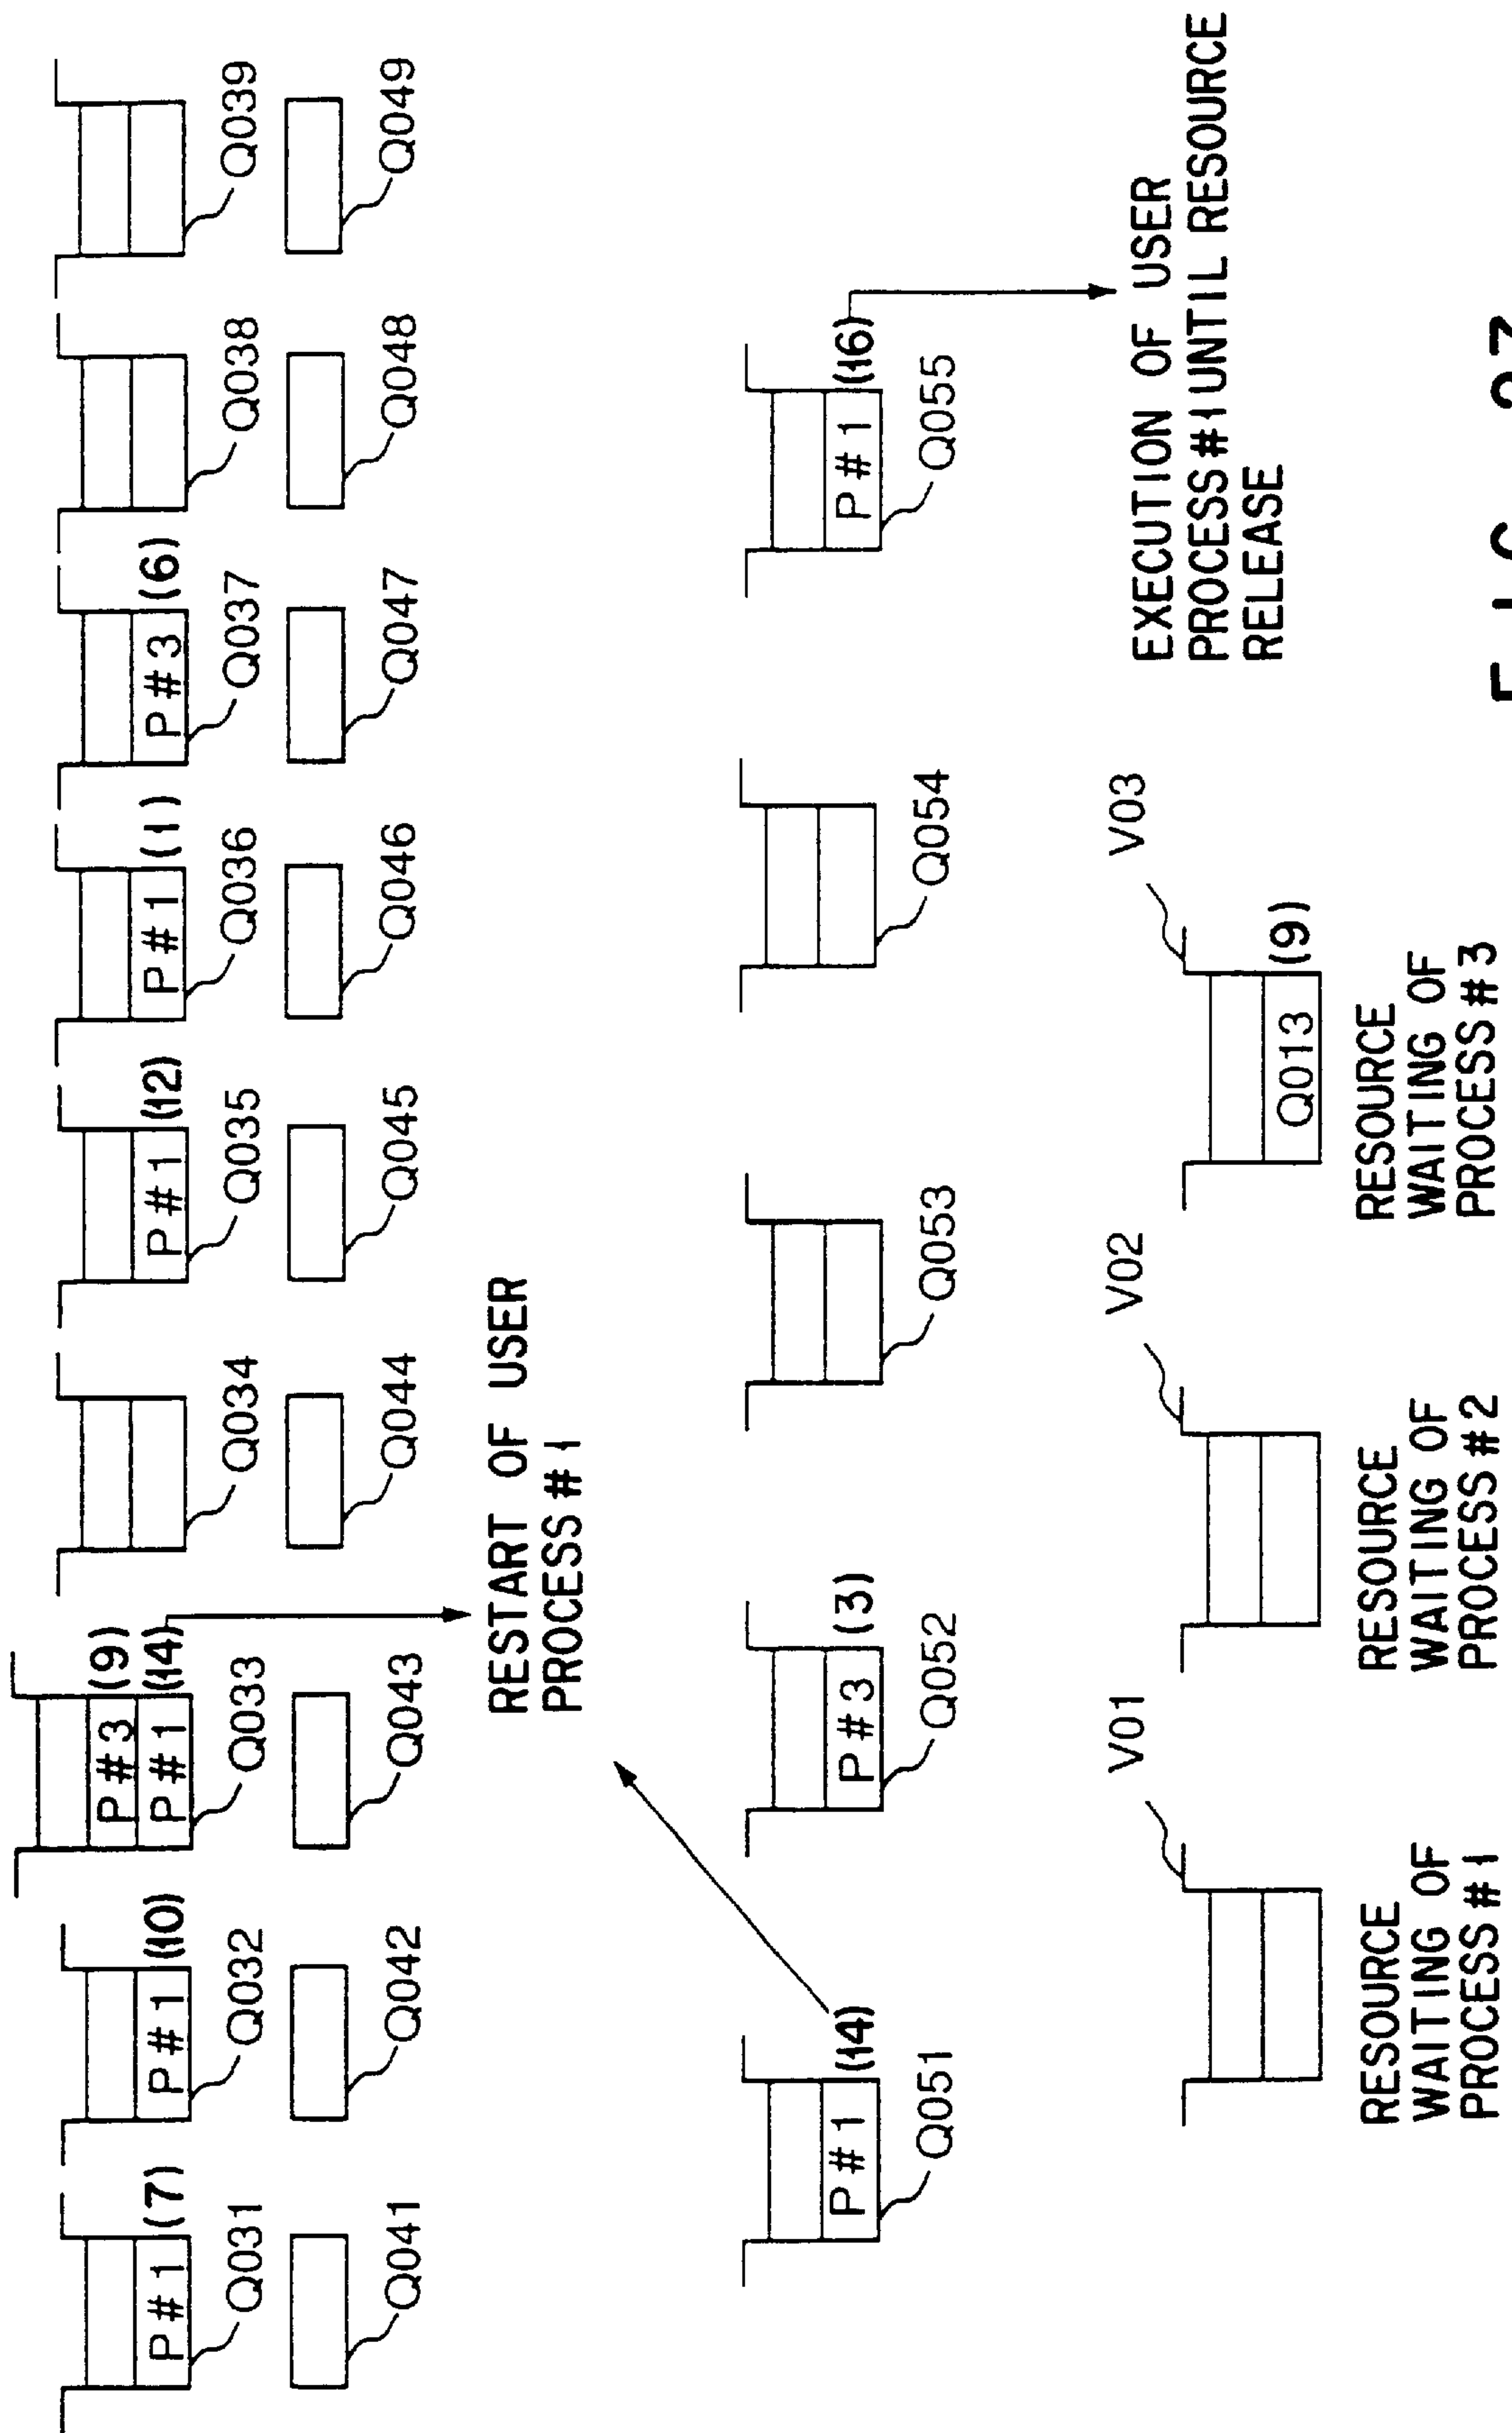 P#1 (7)
P#1 (10)
P#3 (9)
P#1 (14)
P#1 (12)
P#1 (1)
P#3 (6)
Q031
Q032
Q033
Q034
Q035
Q036
Q037
Q038
Q039
Q041
Q042
Q043
Q044
Q045
Q046
Q047
Q048
Q049
RESTART OF USER
PROCESS #1
P#1 (14)
P#3 (3)
P#1 (16)
Q051
Q052
Q053
Q054
Q055
EXECUTION OF USER
PROCESS #1 UNTIL RESOURCE
RELEASE
V01
V02
V03
Q013 (9)
RESOURCE
WAITING OF
PROCESS #1
RESOURCE
WAITING OF
PROCESS #2
RESOURCE
WAITING OF
PROCESS #3